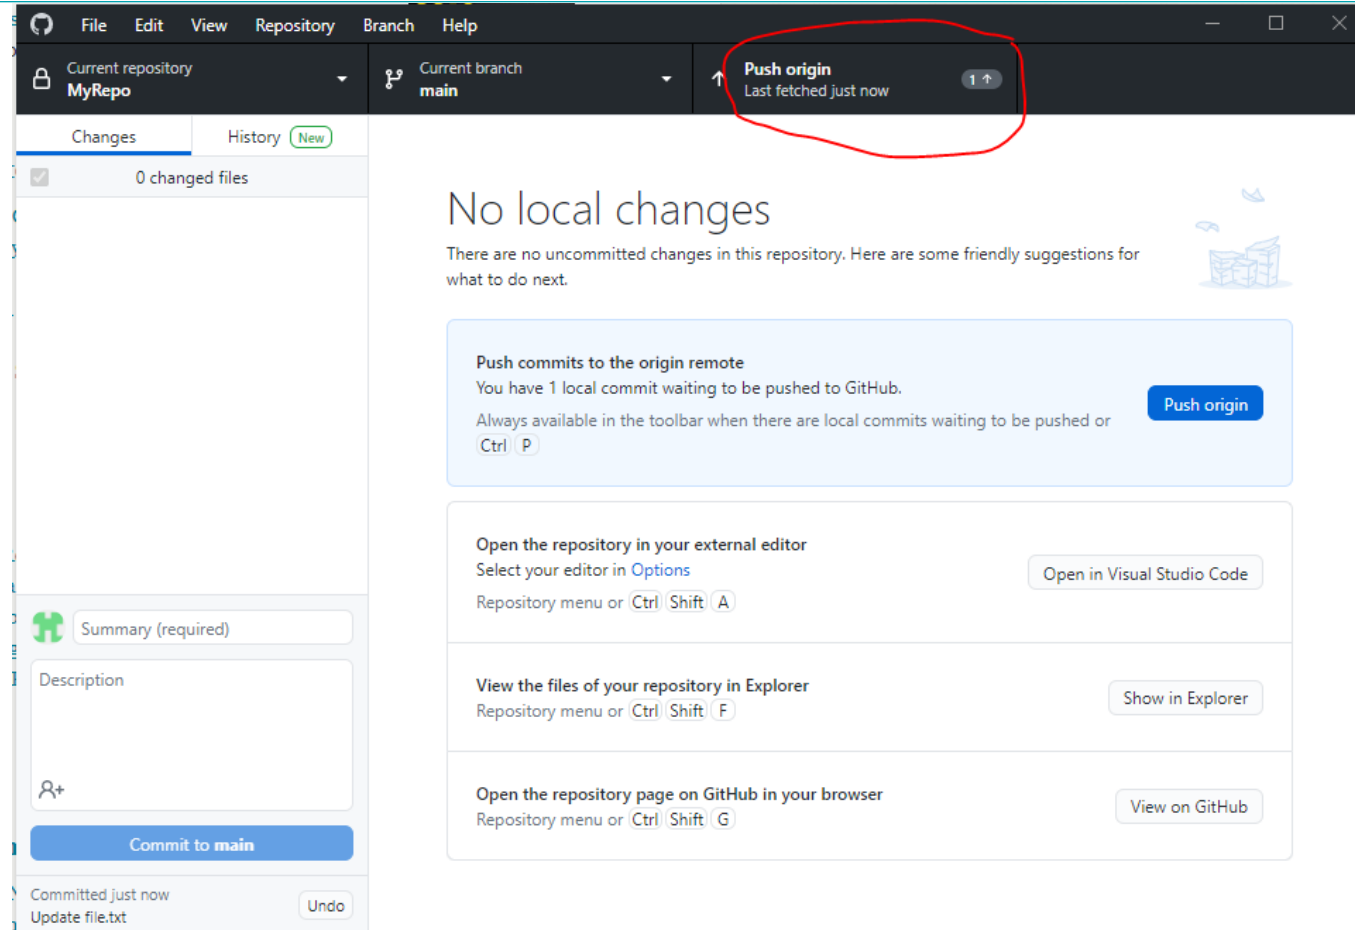 File Edit View Repository Branch Help
Current repository
MyRepo
Current branch
main
Push origin
Last fetched just now
1
Changes
History New
0 changed files
No local changes
There are no uncommitted changes in this repository. Here are some friendly suggestions for
what to do next.
Push commits to the origin remote
You have 1 local commit waiting to be pushed to GitHub.
Always available in the toolbar when there are local commits waiting to be pushed or
Ctrl P
Push origin
Open the repository in your external editor
Select your editor in Options
Repository menu or Ctrl Shift A
Open in Visual Studio Code
View the files of your repository in Explorer
Repository menu or Ctrl Shift F
Show in Explorer
Open the repository page on GitHub in your browser
Repository menu or Ctrl Shift G
View on GitHub
Summary (required)
Description
Commit to main
Committed just now
Update file.txt
Undo